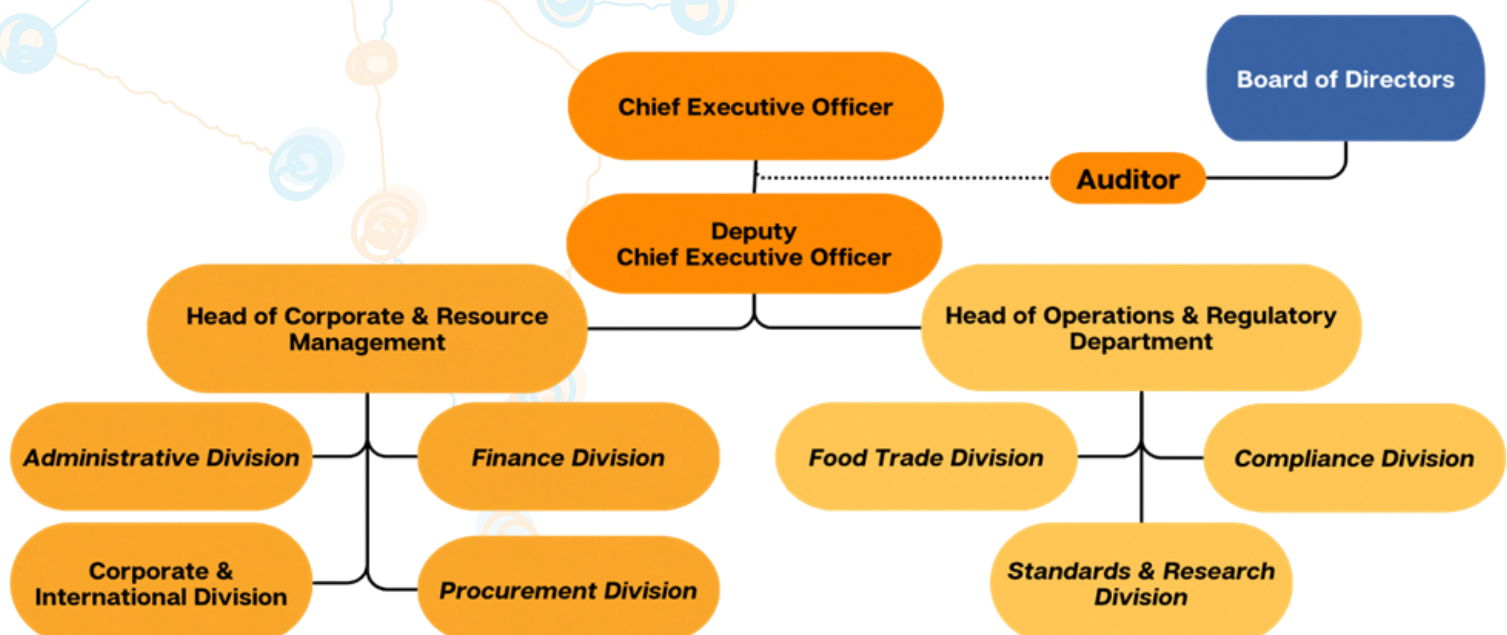 Board of Directors
Chief Executive Officer
Auditor
Deputy
Chief Executive Officer
Head of Corporate & Resource
Management
Head of Operations & Regulatory
Department
Administrative Division
Finance Division
Food Trade Division
Compliance Division
Corporate &
International Division
Procurement Division
Standards & Research
Division